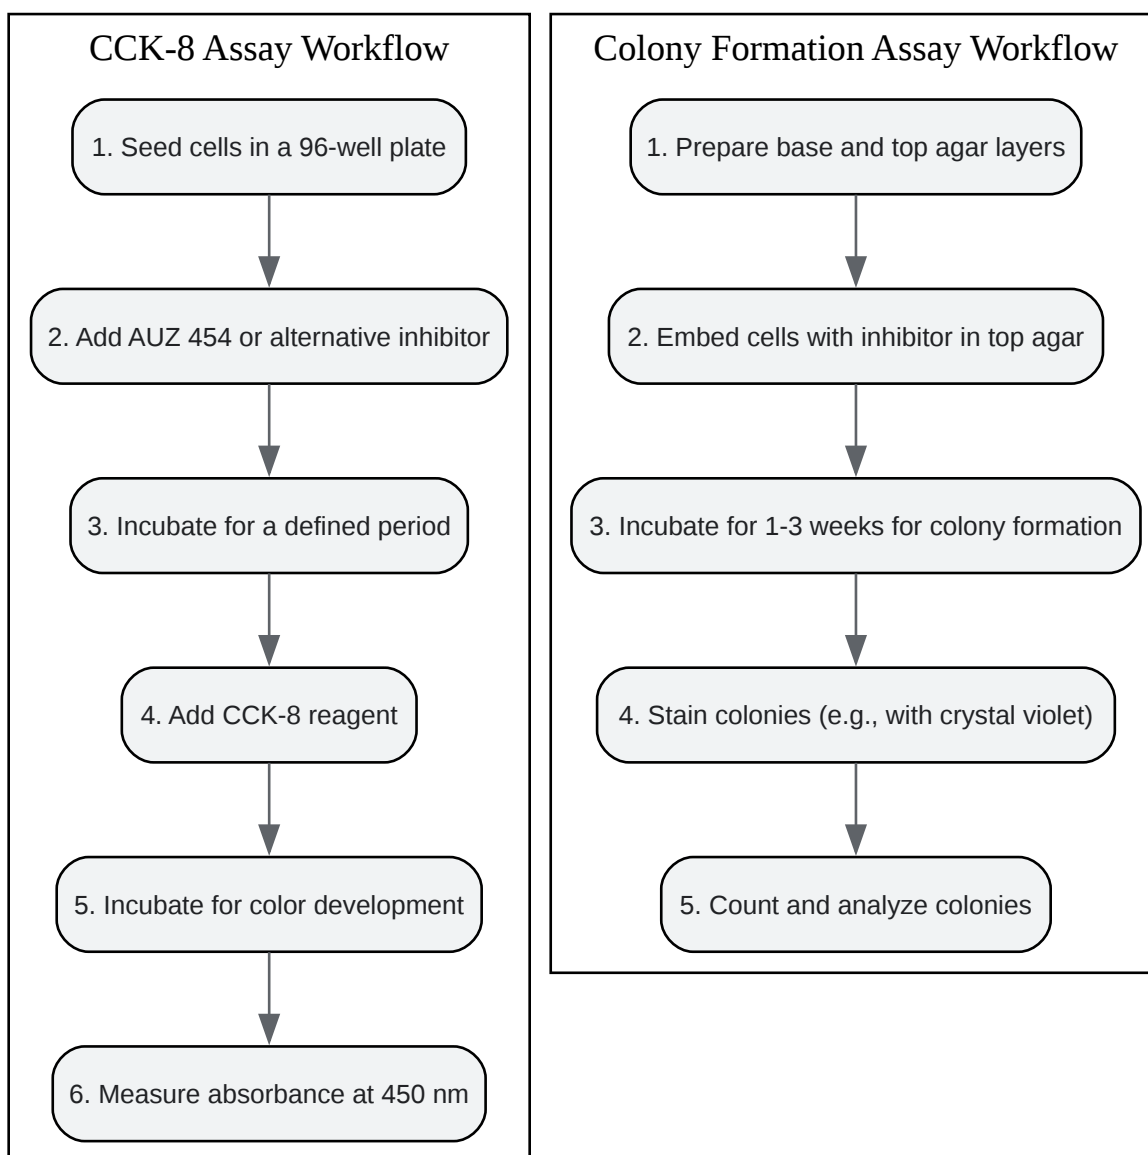 CCK-8 Assay Workflow
1. Seed cells in a 96-well plate
2. Add AUZ 454 or alternative inhibitor
3. Incubate for a defined period
4. Add CCK-8 reagent
5. Incubate for color development
6. Measure absorbance at 450 nm
Colony Formation Assay Workflow
1. Prepare base and top agar layers
2. Embed cells with inhibitor in top agar
3. Incubate for 1-3 weeks for colony formation
4. Stain colonies (e.g., with crystal violet)
5. Count and analyze colonies